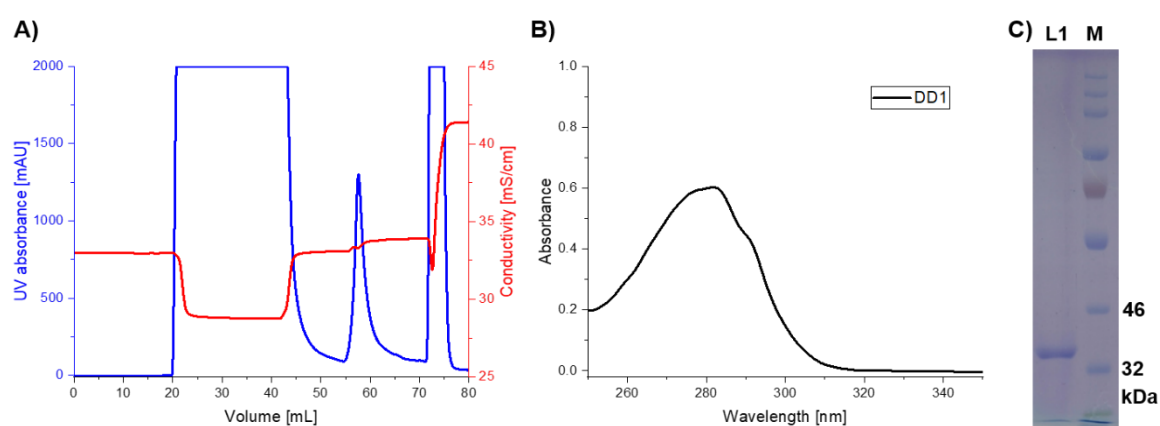 A)
UV absorbance [mAU]
2000
1500
1000
500
0
0 10 20 30 40 50 60 70 80
Volume [mL]
45
40
35
30
25
Conductivity [mS/cm]
B)
Absorbance
1.0
0.8
0.6
0.4
0.2
0.0
260 280 300 320 340
Wavelength [nm]
DD1
C)
L1 M
46
32
kDa